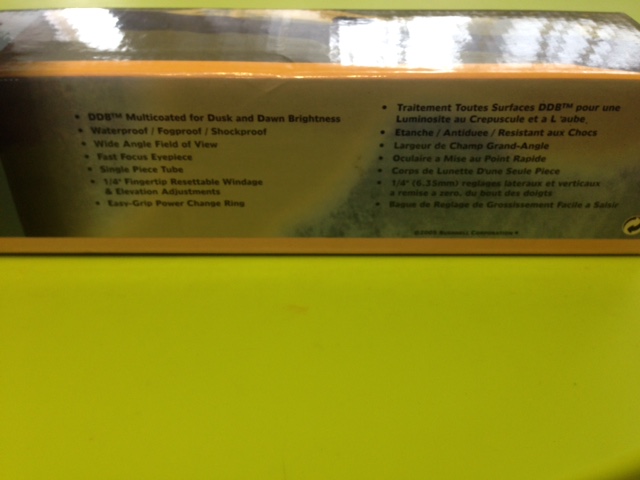 • DDB™ Multicoated for Dusk and Dawn Brightness
• Waterproof / Fogproof / Shockproof
• Wide Angle Field of View
• Fast Focus Eyepiece
• Single Piece Tube
• 1/4" Fingertip Resettable Windage
& Elevation Adjustments
• Easy-Grip Power Change Ring
• Traitement Toutes Surfaces DDB™ pour une
Luminosite au Crepuscule et a L 'aube.
• Etanche / Antiduee / Resistant aux Chocs
• Largeur de Champ Grand-Angle
• Oculaire a Mise au Point Rapide
• Corps de Lunette D'une Seule Piece
• 1/4" (6.35mm) reglages lateraux et verticaux
a remise a zero, du bout des doigts
• Bague de Reglage de Grossissement Facile a Saisir
Corporation